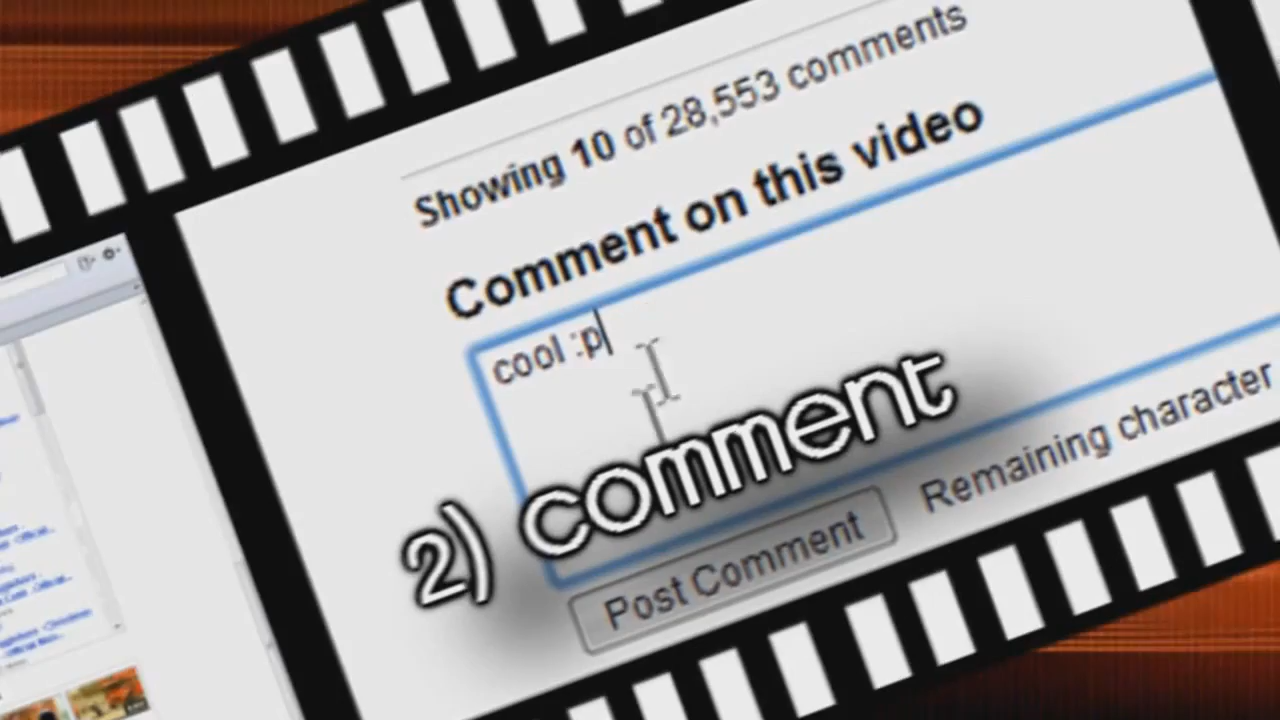 Showing 10 of 28,553 comments
Comment on this video
cool :p
2) comment
Remaining character
Post Comment